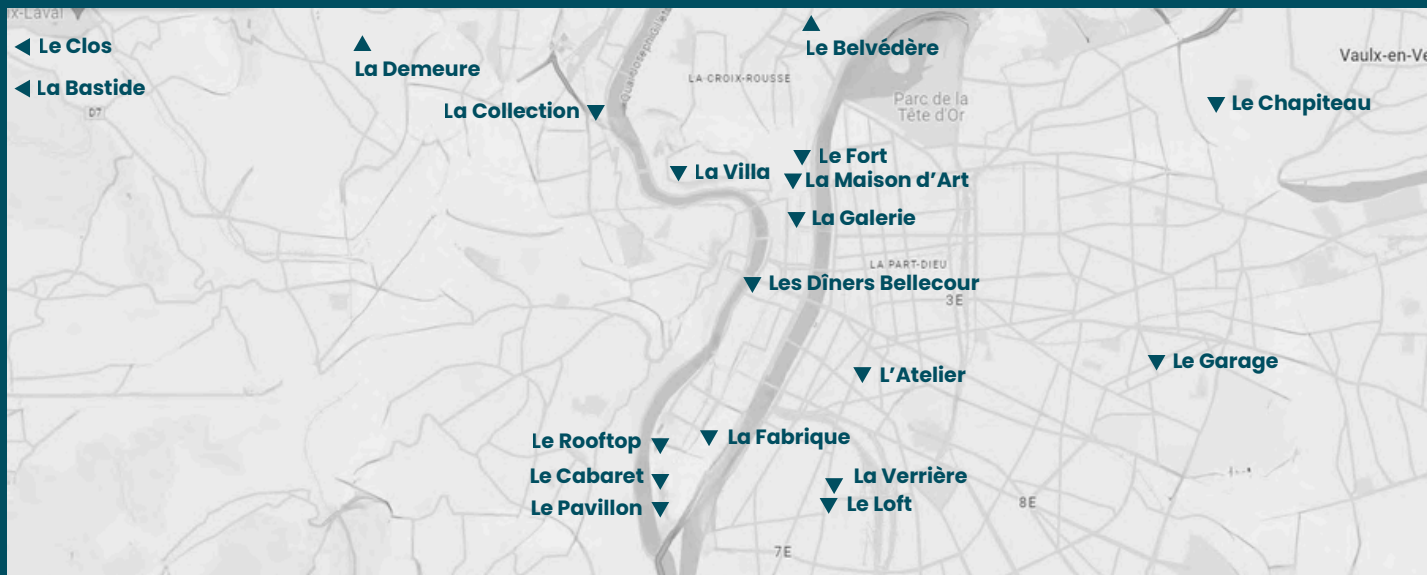 ix-Laval
Le Clos
La Demeure
Le Belvédère
Vaulx-en-Ve
La Bastide
D7
LA CROIX-ROUSSE
Parc de la
Tête d'Or
La Collection
Le Chapiteau
Le Fort
La Villa
La Maison d'Art
La Galerie
LA PART-DIEU
Les Dîners Bellecour
3E
Le Garage
L'Atelier
Le Rooftop
La Fabrique
Le Cabaret
La Verrière
Le Pavillon
Le Loft
8E
7E